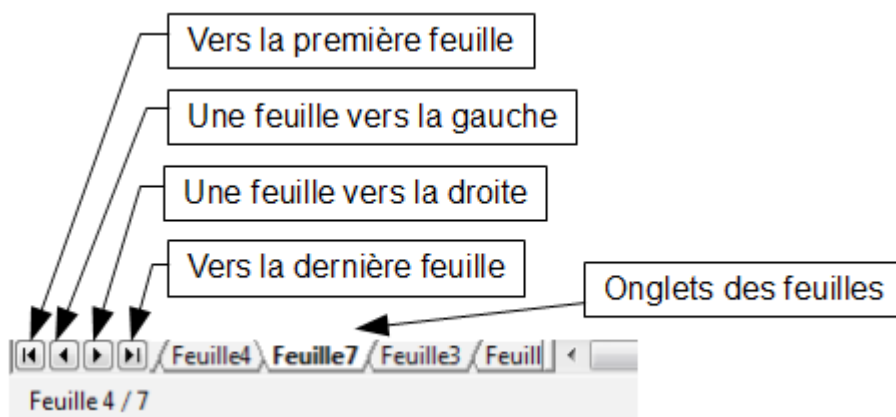 Vers la première feuille
Une feuille vers la gauche
Une feuille vers la droite
Vers la dernière feuille
Onglets des feuilles
Feuille4 Feuille7 Feuille3 Feuill
Feuille 4 / 7